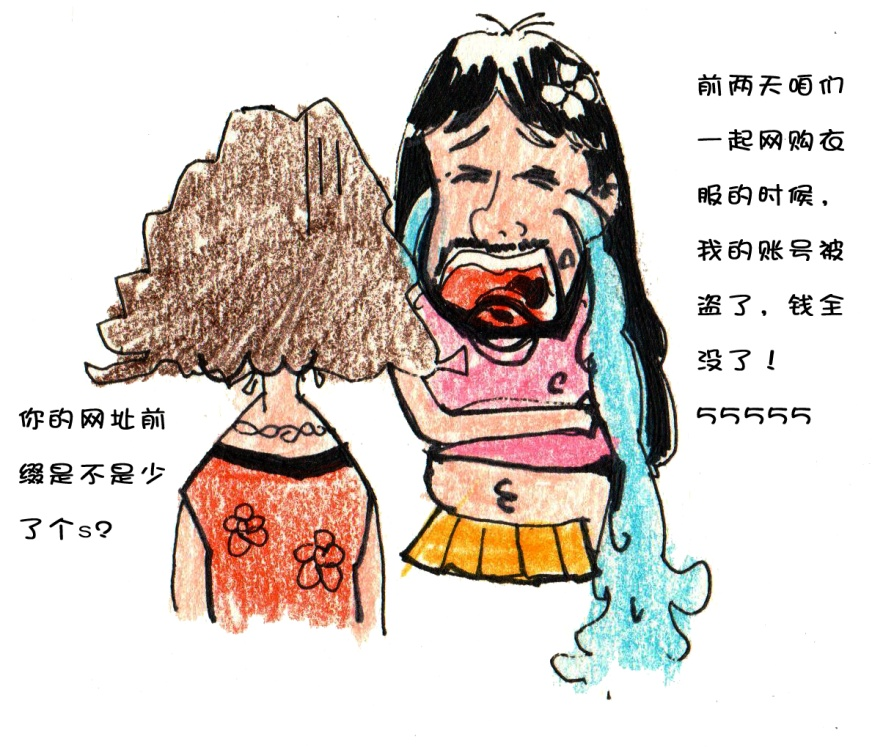 前两天咱们
一起网购衣
服的时候，
我的账号被
盗了，钱全
没了！
55555
你的网址前
缀是不是少
了个s?